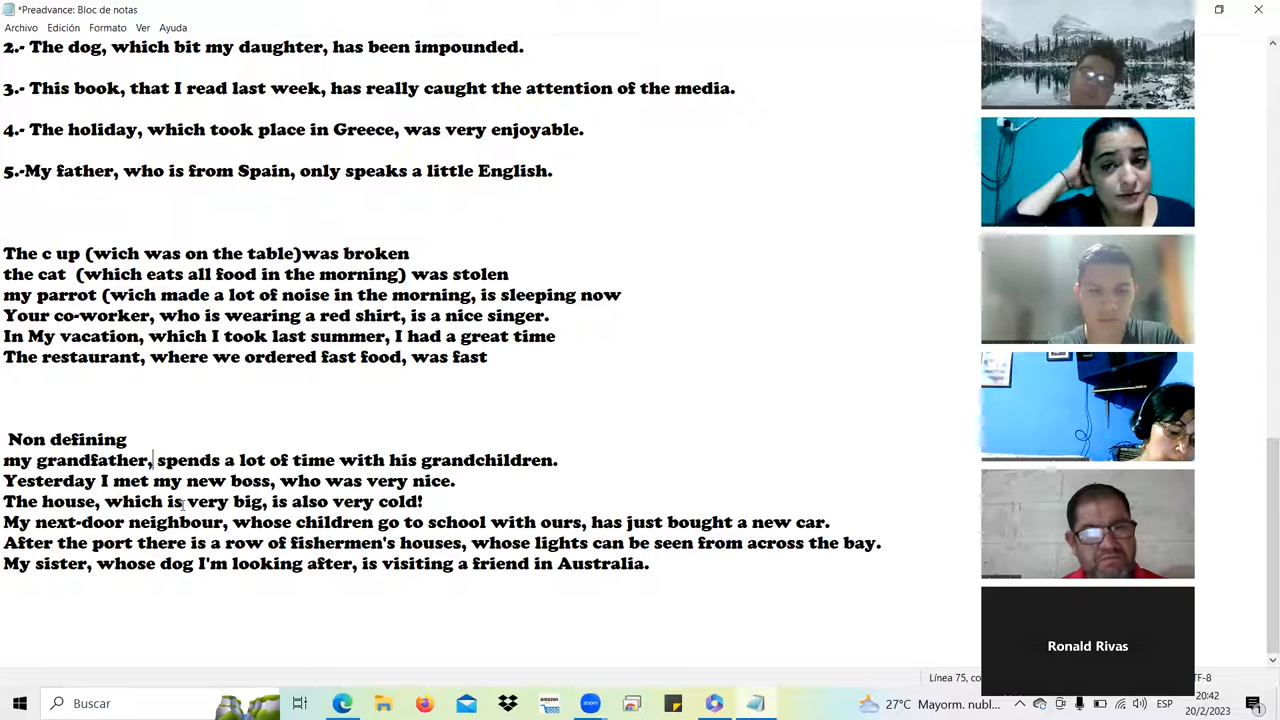 *Preadvance: Bloc de notas
Archivo Edición Formato Ver Ayuda
2.- The dog, which bit my daughter, has been impounded.
3.- This book, that I read last week, has really caught the attention of the media.
4.- The holiday, which took place in Greece, was very enjoyable.
5.-My father, who is from Spain, only speaks a little English.
The c up (wich was on the table)was broken
the cat (which eats all food in the morning) was stolen
my parrot (wich made a lot of noise in the morning, is sleeping now
Your co-worker, who is wearing a red shirt, is a nice singer.
In My vacation, which I took last summer, I had a great time
The restaurant, where we ordered fast food, was fast
Non defining
my grandfather, spends a lot of time with his grandchildren.
Yesterday I met my new boss, who was very nice.
The house, which is very big, is also very cold!
My next-door neighbour, whose children go to school with ours, has just bought a new car.
After the port there is a row of fishermen's houses, whose lights can be seen from across the bay.
My sister, whose dog I'm looking after, is visiting a friend in Australia.
Ronald Rivas
Línea 75, co
TF-8
Buscar
amazon
zoom
27°C Mayorm. nubl...
ESP
20:42
20/2/2023
1